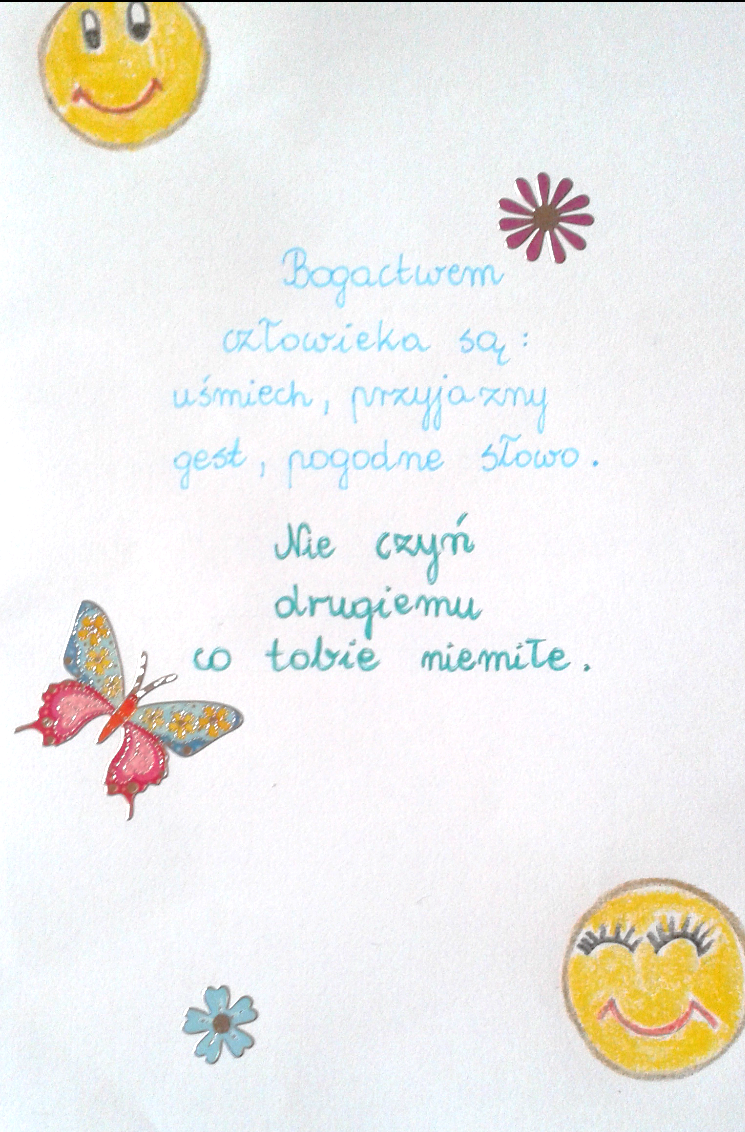 Bogactwem
człowieka są:
uśmiech, przyjazny
gest, pogodne słowo.
Nie czyń
drugiemu
co tobie niemiłe.